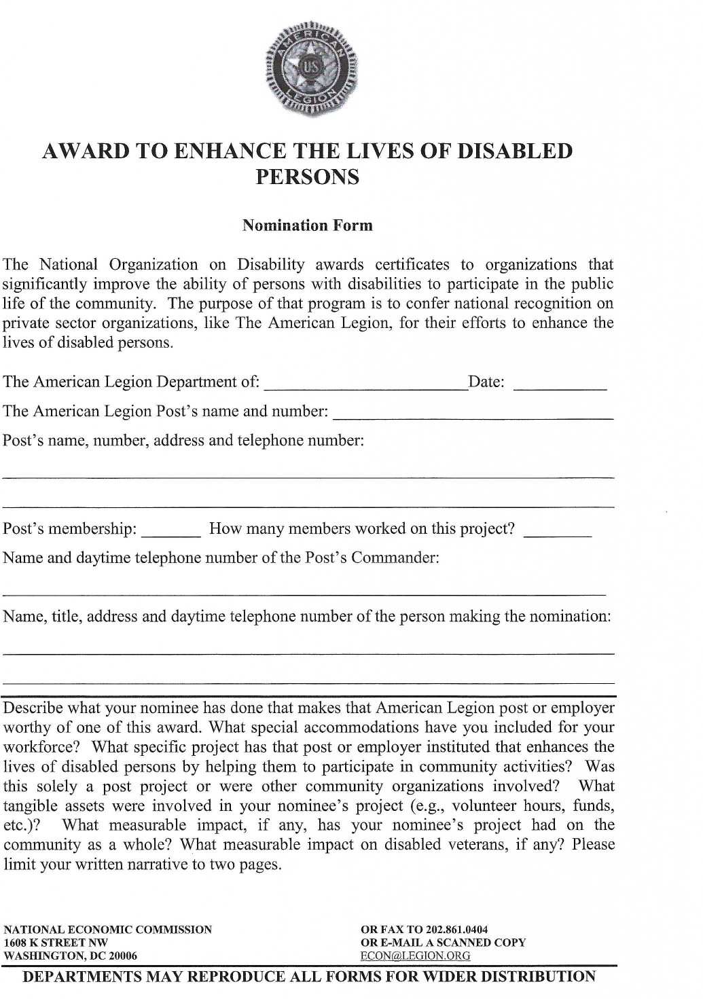 AMERICAN
US
LEGION
AWARD TO ENHANCE THE LIVES OF DISABLED
PERSONS
Nomination Form
The National Organization on Disability awards certificates to organizations that
significantly improve the ability of persons with disabilities to participate in the public
life of the community. The purpose of that program is to confer national recognition on
private sector organizations, like The American Legion, for their efforts to enhance the
lives of disabled persons.
The American Legion Department of: ________________________Date: ___________
The American Legion Post's name and number: _________________________________
Post's name, number, address and telephone number:
Post's membership: _______ How many members worked on this project? ________
Name and daytime telephone number of the Post's Commander:
Name, title, address and daytime telephone number of the person making the nomination:
Describe what your nominee has done that makes that American Legion post or employer
worthy of one of this award. What special accommodations have you included for your
workforce? What specific project has that post or employer instituted that enhances the
lives of disabled persons by helping them to participate in community activities? Was
this solely a post project or were other community organizations involved? What
tangible assets were involved in your nominee's project (e.g., volunteer hours, funds,
etc.)? What measurable impact, if any, has your nominee's project had on the
community as a whole? What measurable impact on disabled veterans, if any? Please
limit your written narrative to two pages.
NATIONAL ECONOMIC COMMISSION
1608 K STREET NW
WASHINGTON, DC 20006
OR FAX TO 202.861.0404
OR E-MAIL A SCANNED COPY
ECON@LEGION.ORG
DEPARTMENTS MAY REPRODUCE ALL FORMS FOR WIDER DISTRIBUTION